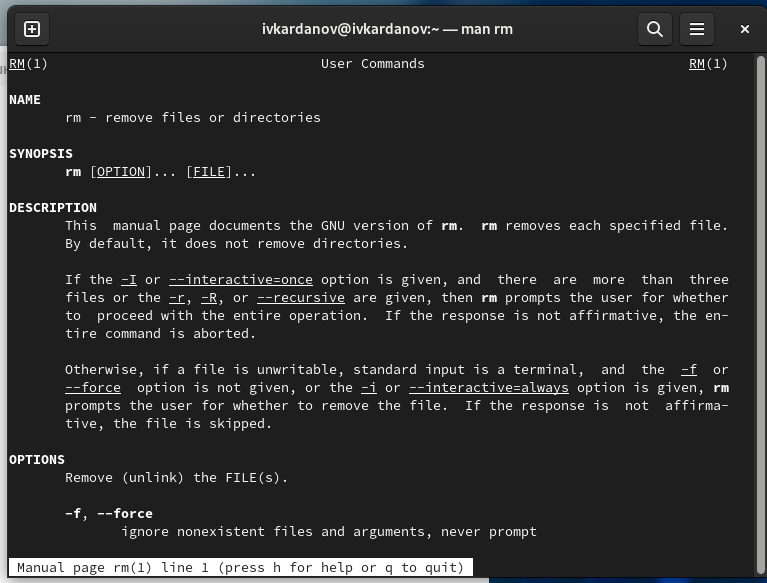 ivkardanov@ivkardanov:~ — man rm
RM(1) User Commands RM(1)
NAME
rm - remove files or directories
SYNOPSIS
rm [OPTION]... [FILE]...
DESCRIPTION
This manual page documents the GNU version of rm. rm removes each specified file.
By default, it does not remove directories.
If the -I or --interactive=once option is given, and there are more than three
files or the -r, -R, or --recursive are given, then rm prompts the user for whether
to proceed with the entire operation. If the response is not affirmative, the en-
tire command is aborted.
Otherwise, if a file is unwritable, standard input is a terminal, and the -f or
--force option is not given, or the -i or --interactive=always option is given, rm
prompts the user for whether to remove the file. If the response is not affirma-
tive, the file is skipped.
OPTIONS
Remove (unlink) the FILE(s).
-f, --force
ignore nonexistent files and arguments, never prompt
Manual page rm(1) line 1 (press h for help or q to quit)